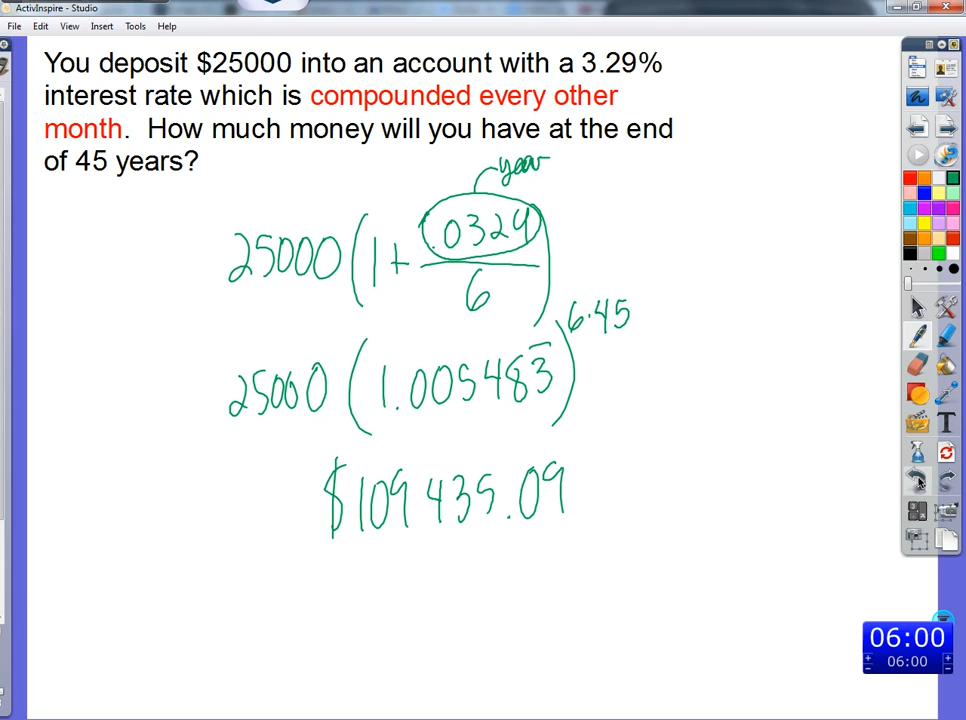 ActivInspire - Studio
File Edit View Insert Tools Help
You deposit $25000 into an account with a 3.29%
interest rate which is compounded every other
month. How much money will you have at the end
of 45 years?
year
25000 (1 + .0329/6)
6·45
25000 (1.005483̅)
$109435.09
T
06:00
06:00